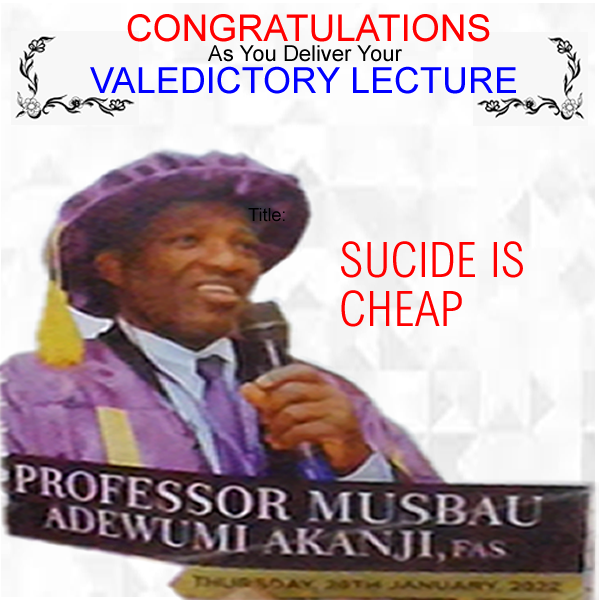 CONGRATULATIONS
As You Deliver Your
VALEDICTORY LECTURE
Title:
SUCIDE IS
CHEAP
PROFESSOR MUSBAU
ADEWUMI AKANJI, FAS
THURSDAY, 20TH JANUARY, 2022